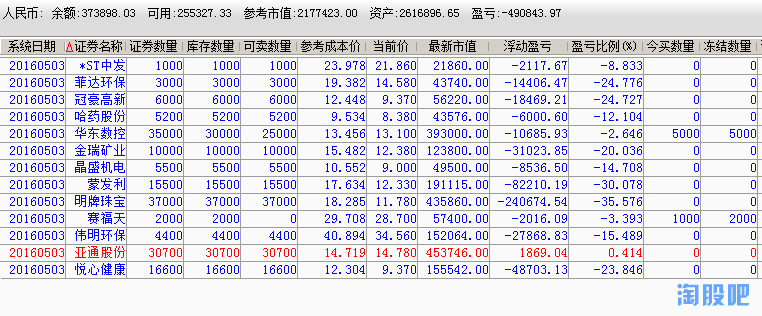 人民币: 余额:373898.03 可用:255327.33 参考市值:2177423.00 资产:2616896.65 盈亏:-490843.97
系统日期 △证券名称 证券数量 库存数量 可卖数量 参考成本价 当前价 最新市值 浮动盈亏 盈亏比例(%) 今买数量 冻结数量
20160503 *ST中发 1000 1000 1000 23.978 21.860 21860.00 -2117.67 -8.833 0 0
20160503 菲达环保 3000 3000 3000 19.382 14.580 43740.00 -14406.47 -24.776 0 0
20160503 冠豪高新 6000 6000 6000 12.448 9.370 56220.00 -18469.21 -24.727 0 0
20160503 哈药股份 5200 5200 5200 9.534 8.380 43576.00 -6000.60 -12.104 0 0
20160503 华东数控 35000 30000 25000 13.456 13.100 393000.00 -10685.93 -2.646 5000 5000
20160503 金瑞矿业 10000 10000 10000 15.482 12.380 123800.00 -31023.85 -20.036 0 0
20160503 晶盛机电 5500 5500 5500 10.552 9.000 49500.00 -8536.50 -14.708 0 0
20160503 蒙发利 15500 15500 15500 17.634 12.330 191115.00 -82210.19 -30.078 0 0
20160503 明牌珠宝 37000 37000 37000 18.285 11.780 435860.00 -240674.54 -35.576 0 0
20160503 赛福天 2000 2000 0 29.708 28.700 57400.00 -2016.09 -3.393 1000 2000
20160503 伟明环保 4400 4400 4400 40.894 34.560 152064.00 -27868.83 -15.489 0 0
20160503 亚通股份 30700 30700 30700 14.719 14.780 453746.00 1869.04 0.414 0 0
20160503 悦心健康 16600 16600 16600 12.304 9.370 155542.00 -48703.13 -23.846 0 0
淘股吧